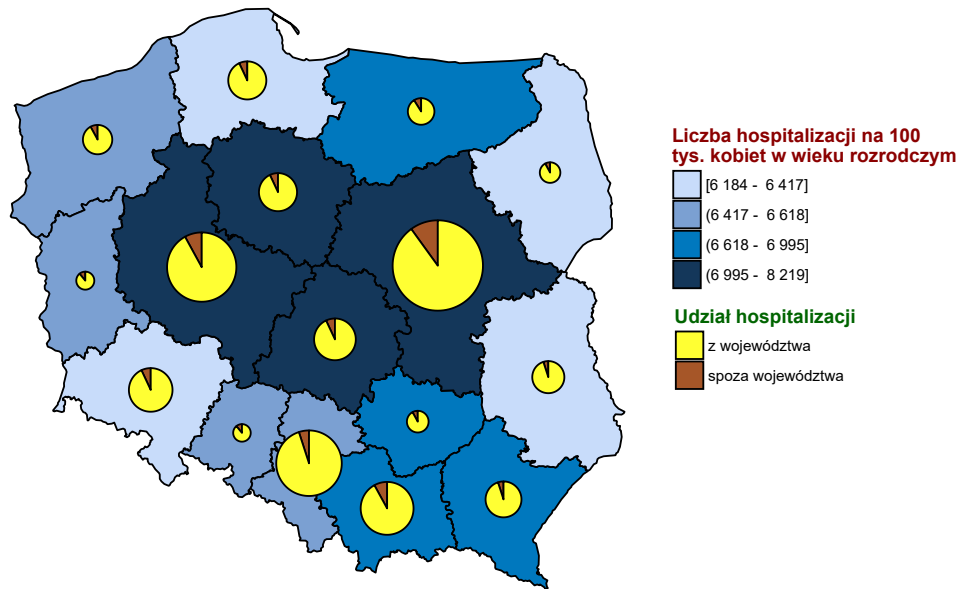 Liczba hospitalizacji na 100
tys. kobiet w wieku rozrodczym
[6 184 - 6 417]
(6 417 - 6 618]
(6 618 - 6 995]
(6 995 - 8 219]
Udział hospitalizacji
z województwa
spoza województwa